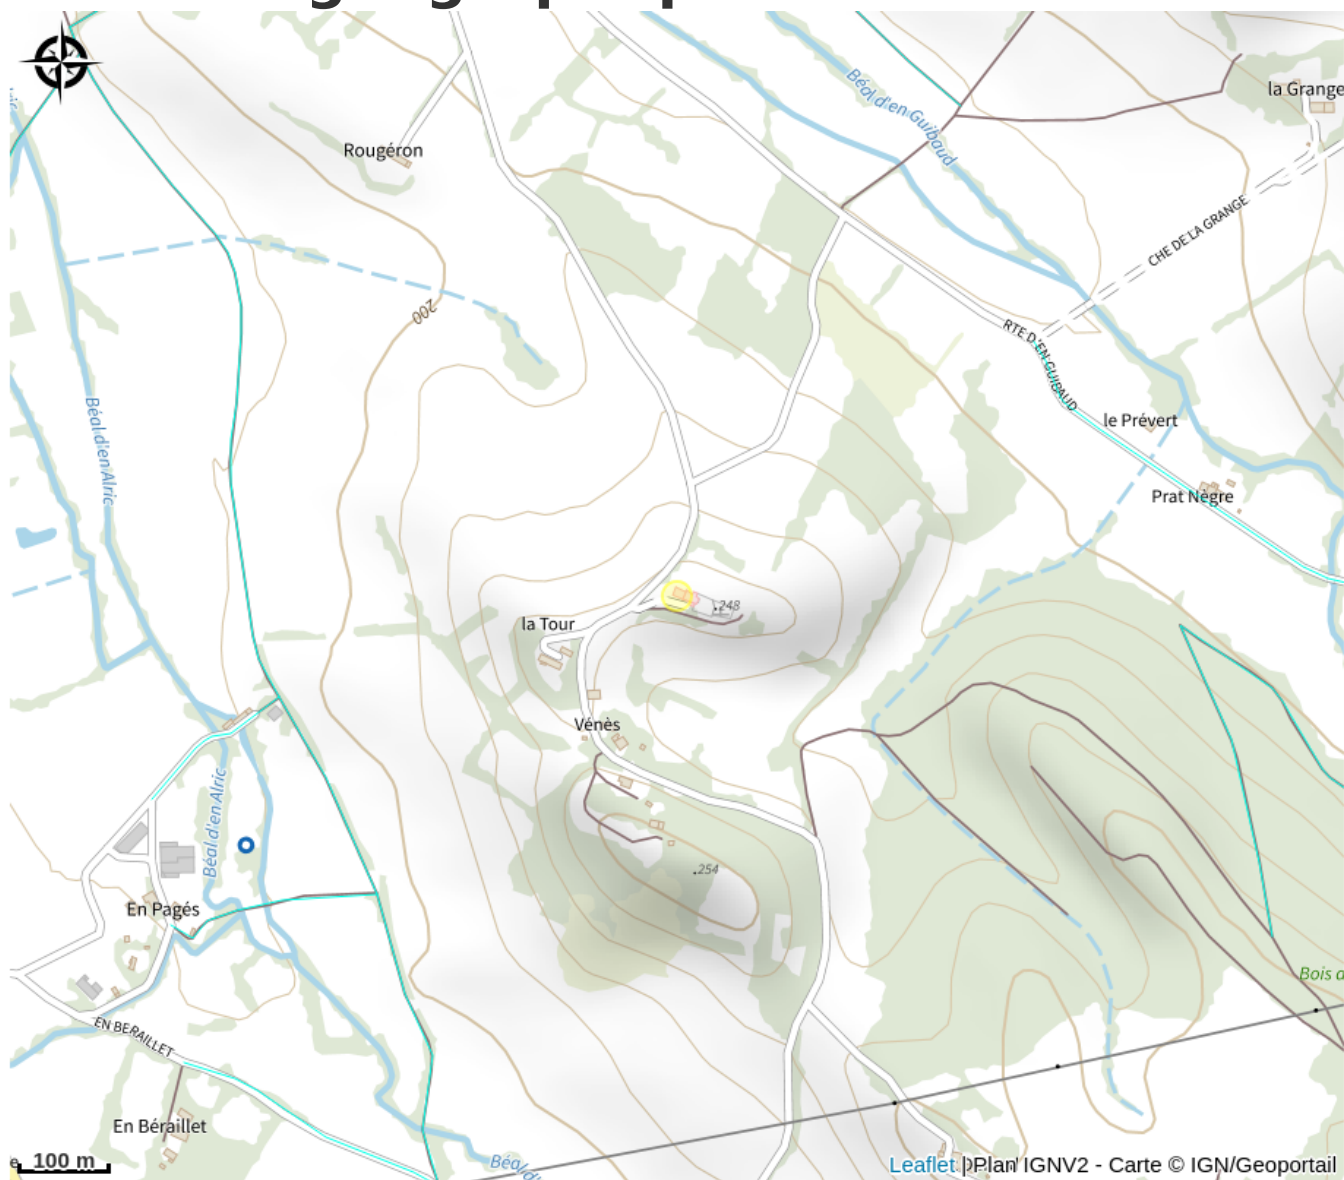 Béal d'en Guibaud
la Grange
Rougéron
CHE DE LA GRANGE
200
RTE D'EN GUIBAUD
Béal d'en Alric
le Prévert
Prat Nègre
248
la Tour
Vénès
Béal d'en Alric
254
En Pagés
Bois d
EN BERAILLET
En Béraillet
100 m
Béal d'
Leaflet | Plan IGNV2 - Carte © IGN/Geoportail